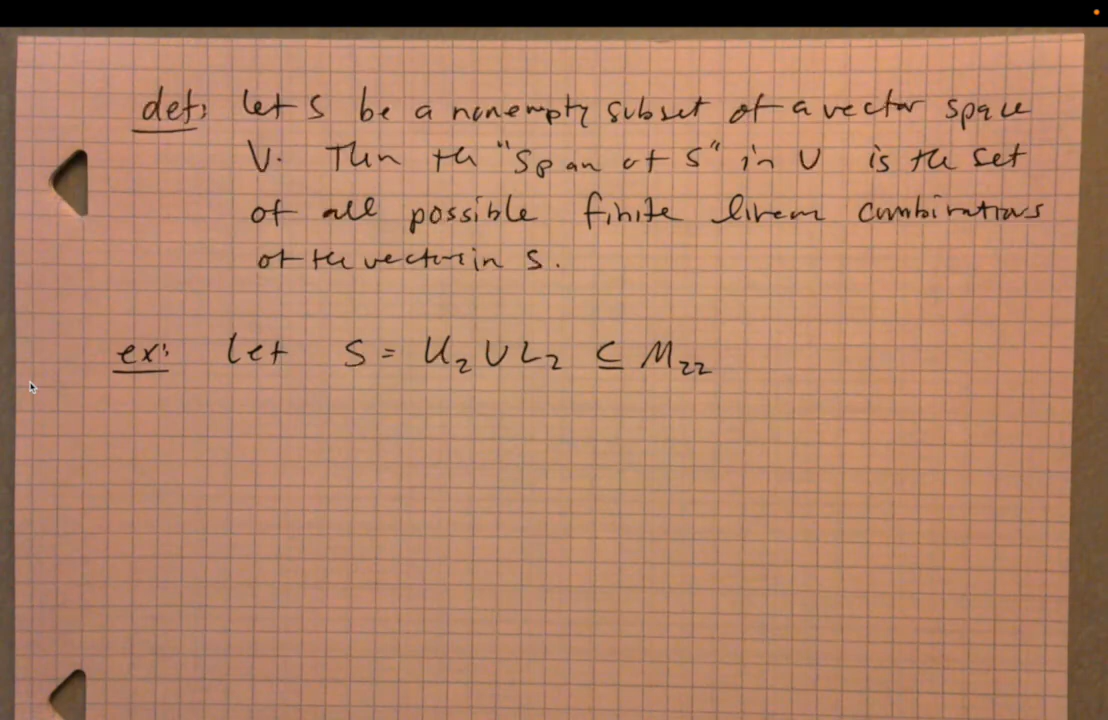 def: let S be a nonempty subset of a vector space
V. Then the "Span of S" in V is the set
of all possible finite linear combinations
of the vectors in S.
ex: let S = U₂ ∪ L₂ ⊆ M₂₂